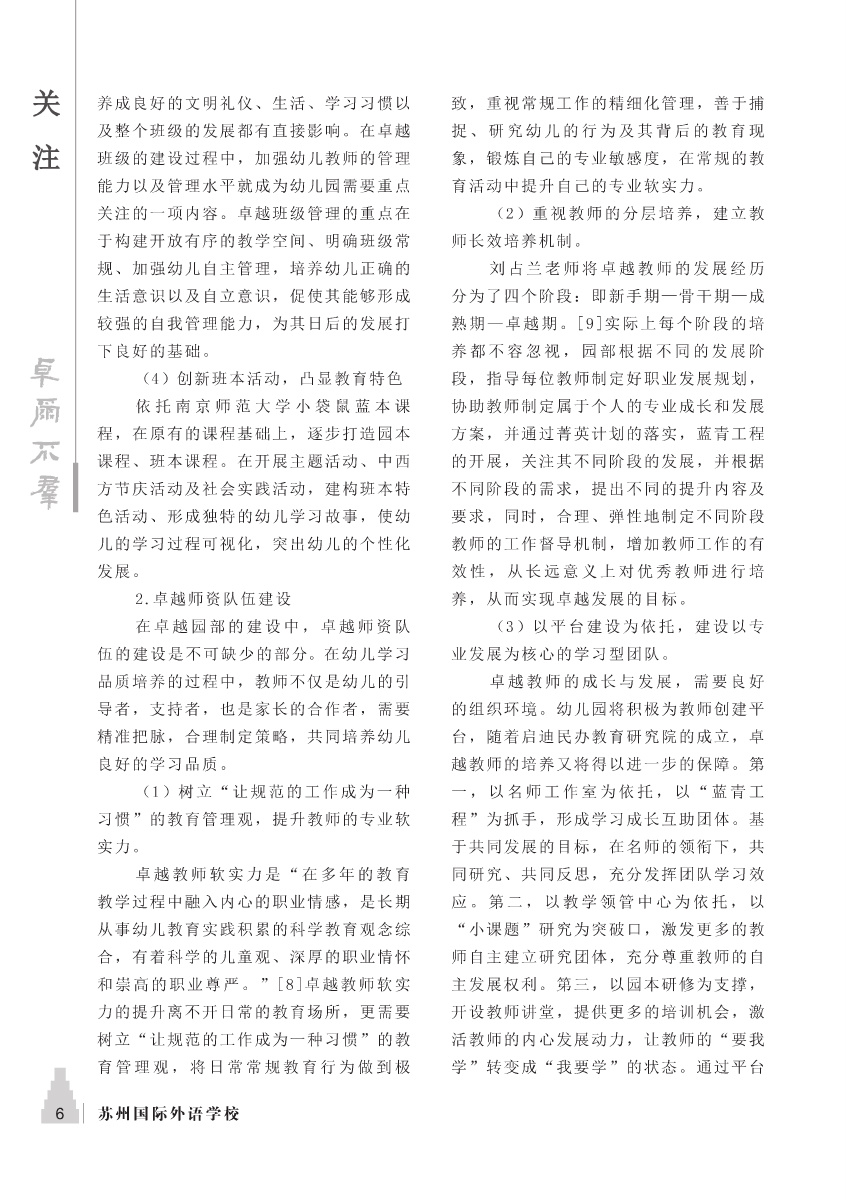 关
注
卓尔不群
养成良好的文明礼仪、生活、学习习惯以
及整个班级的发展都有直接影响。在卓越
班级的建设过程中，加强幼儿教师的管理
能力以及管理水平就成为幼儿园需要重点
关注的一项内容。卓越班级管理的重点在
于构建开放有序的教学空间、明确班级常
规、加强幼儿自主管理，培养幼儿正确的
生活意识以及自立意识，促使其能够形成
较强的自我管理能力，为其日后的发展打
下良好的基础。
（4）创新班本活动，凸显教育特色
依托南京师范大学小袋鼠蓝本课
程，在原有的课程基础上，逐步打造园本
课程、班本课程。在开展主题活动、中西
方节庆活动及社会实践活动，建构班本特
色活动、形成独特的幼儿学习故事，使幼
儿的学习过程可视化，突出幼儿的个性化
发展。
2.卓越师资队伍建设
在卓越园部的建设中，卓越师资队
伍的建设是不可缺少的部分。在幼儿学习
品质培养的过程中，教师不仅是幼儿的引
导者，支持者，也是家长的合作者，需要
精准把脉，合理制定策略，共同培养幼儿
良好的学习品质。
（1）树立“让规范的工作成为一种
习惯”的教育管理观，提升教师的专业软
实力。
卓越教师软实力是“在多年的教育
教学过程中融入内心的职业情感，是长期
从事幼儿教育实践积累的科学教育观念综
合，有着科学的儿童观、深厚的职业情怀
和崇高的职业尊严。”[8]卓越教师软实
力的提升离不开日常的教育场所，更需要
树立“让规范的工作成为一种习惯”的教
育管理观，将日常常规教育行为做到极
致，重视常规工作的精细化管理，善于捕
捉、研究幼儿的行为及其背后的教育现
象，锻炼自己的专业敏感度，在常规的教
育活动中提升自己的专业软实力。
（2）重视教师的分层培养，建立教
师长效培养机制。
刘占兰老师将卓越教师的发展经历
分为了四个阶段：即新手期—骨干期—成
熟期—卓越期。[9]实际上每个阶段的培
养都不容忽视，园部根据不同的发展阶
段，指导每位教师制定好职业发展规划，
协助教师制定属于个人的专业成长和发展
方案，并通过菁英计划的落实，蓝青工程
的开展，关注其不同阶段的发展，并根据
不同阶段的需求，提出不同的提升内容及
要求，同时，合理、弹性地制定不同阶段
教师的工作督导机制，增加教师工作的有
效性，从长远意义上对优秀教师进行培
养，从而实现卓越发展的目标。
（3）以平台建设为依托，建设以专
业发展为核心的学习型团队。
卓越教师的成长与发展，需要良好
的组织环境。幼儿园将积极为教师创建平
台，随着启迪民办教育研究院的成立，卓
越教师的培养又将得以进一步的保障。第
一，以名师工作室为依托，以“蓝青工
程”为抓手，形成学习成长互助团体。基
于共同发展的目标，在名师的领衔下，共
同研究、共同反思，充分发挥团队学习效
应。第二，以教学领管中心为依托，以
“小课题”研究为突破口，激发更多的教
师自主建立研究团体，充分尊重教师的自
主发展权利。第三，以园本研修为支撑，
开设教师讲堂，提供更多的培训机会，激
活教师的内心发展动力，让教师的“要我
学”转变成“我要学”的状态。通过平台
6
苏州国际外语学校